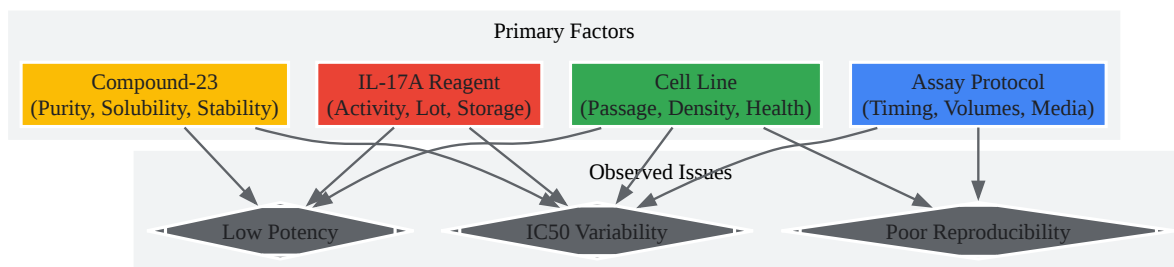 Primary Factors
Compound-23
(Purity, Solubility, Stability)
IL-17A Reagent
(Activity, Lot, Storage)
Cell Line
(Passage, Density, Health)
Assay Protocol
(Timing, Volumes, Media)
Observed Issues
Low Potency
IC50 Variability
Poor Reproducibility